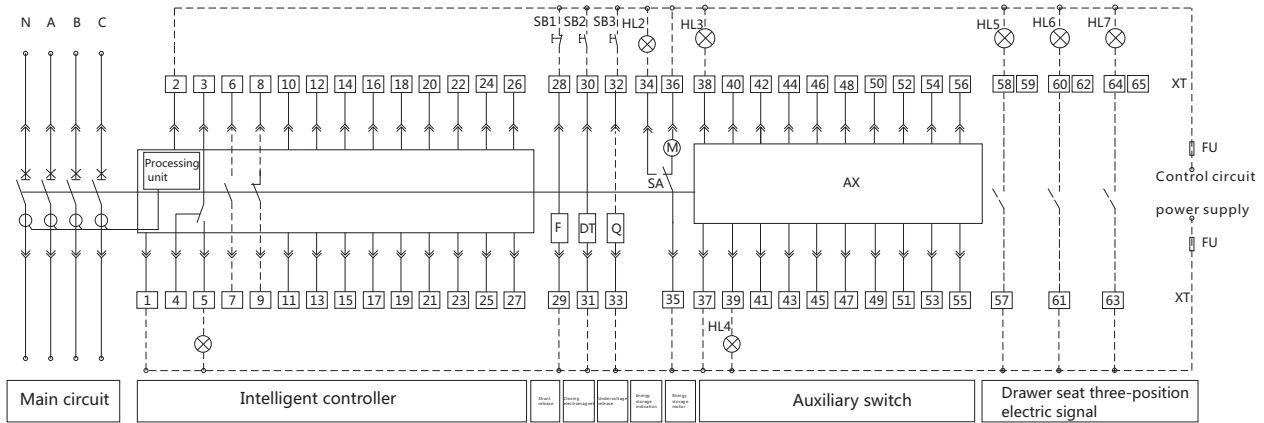 N A B C
SB1 SB2 SB3 HL2 HL3 HL5 HL6 HL7
2 3 6 8 10 12 14 16 18 20 22 24 26 28 30 32 34 36 38 40 42 44 46 48 50 52 54 56 58 59 60 62 64 65 XT
FU
Processing
unit
M
SA
AX
Control circuit
power supply
F DT Q
FU
1 4 5 7 9 11 13 15 17 19 21 23 25 27 29 31 33 35 37 39 41 43 45 47 49 51 53 55 57 61 63 XT
HL4
Main circuit
Intelligent controller
Shunt
release
Closing
electromagnet
Undervoltage
release
Energy
storage
indication
Energy
storage
motor
Auxiliary switch
Drawer seat three-position
electric signal